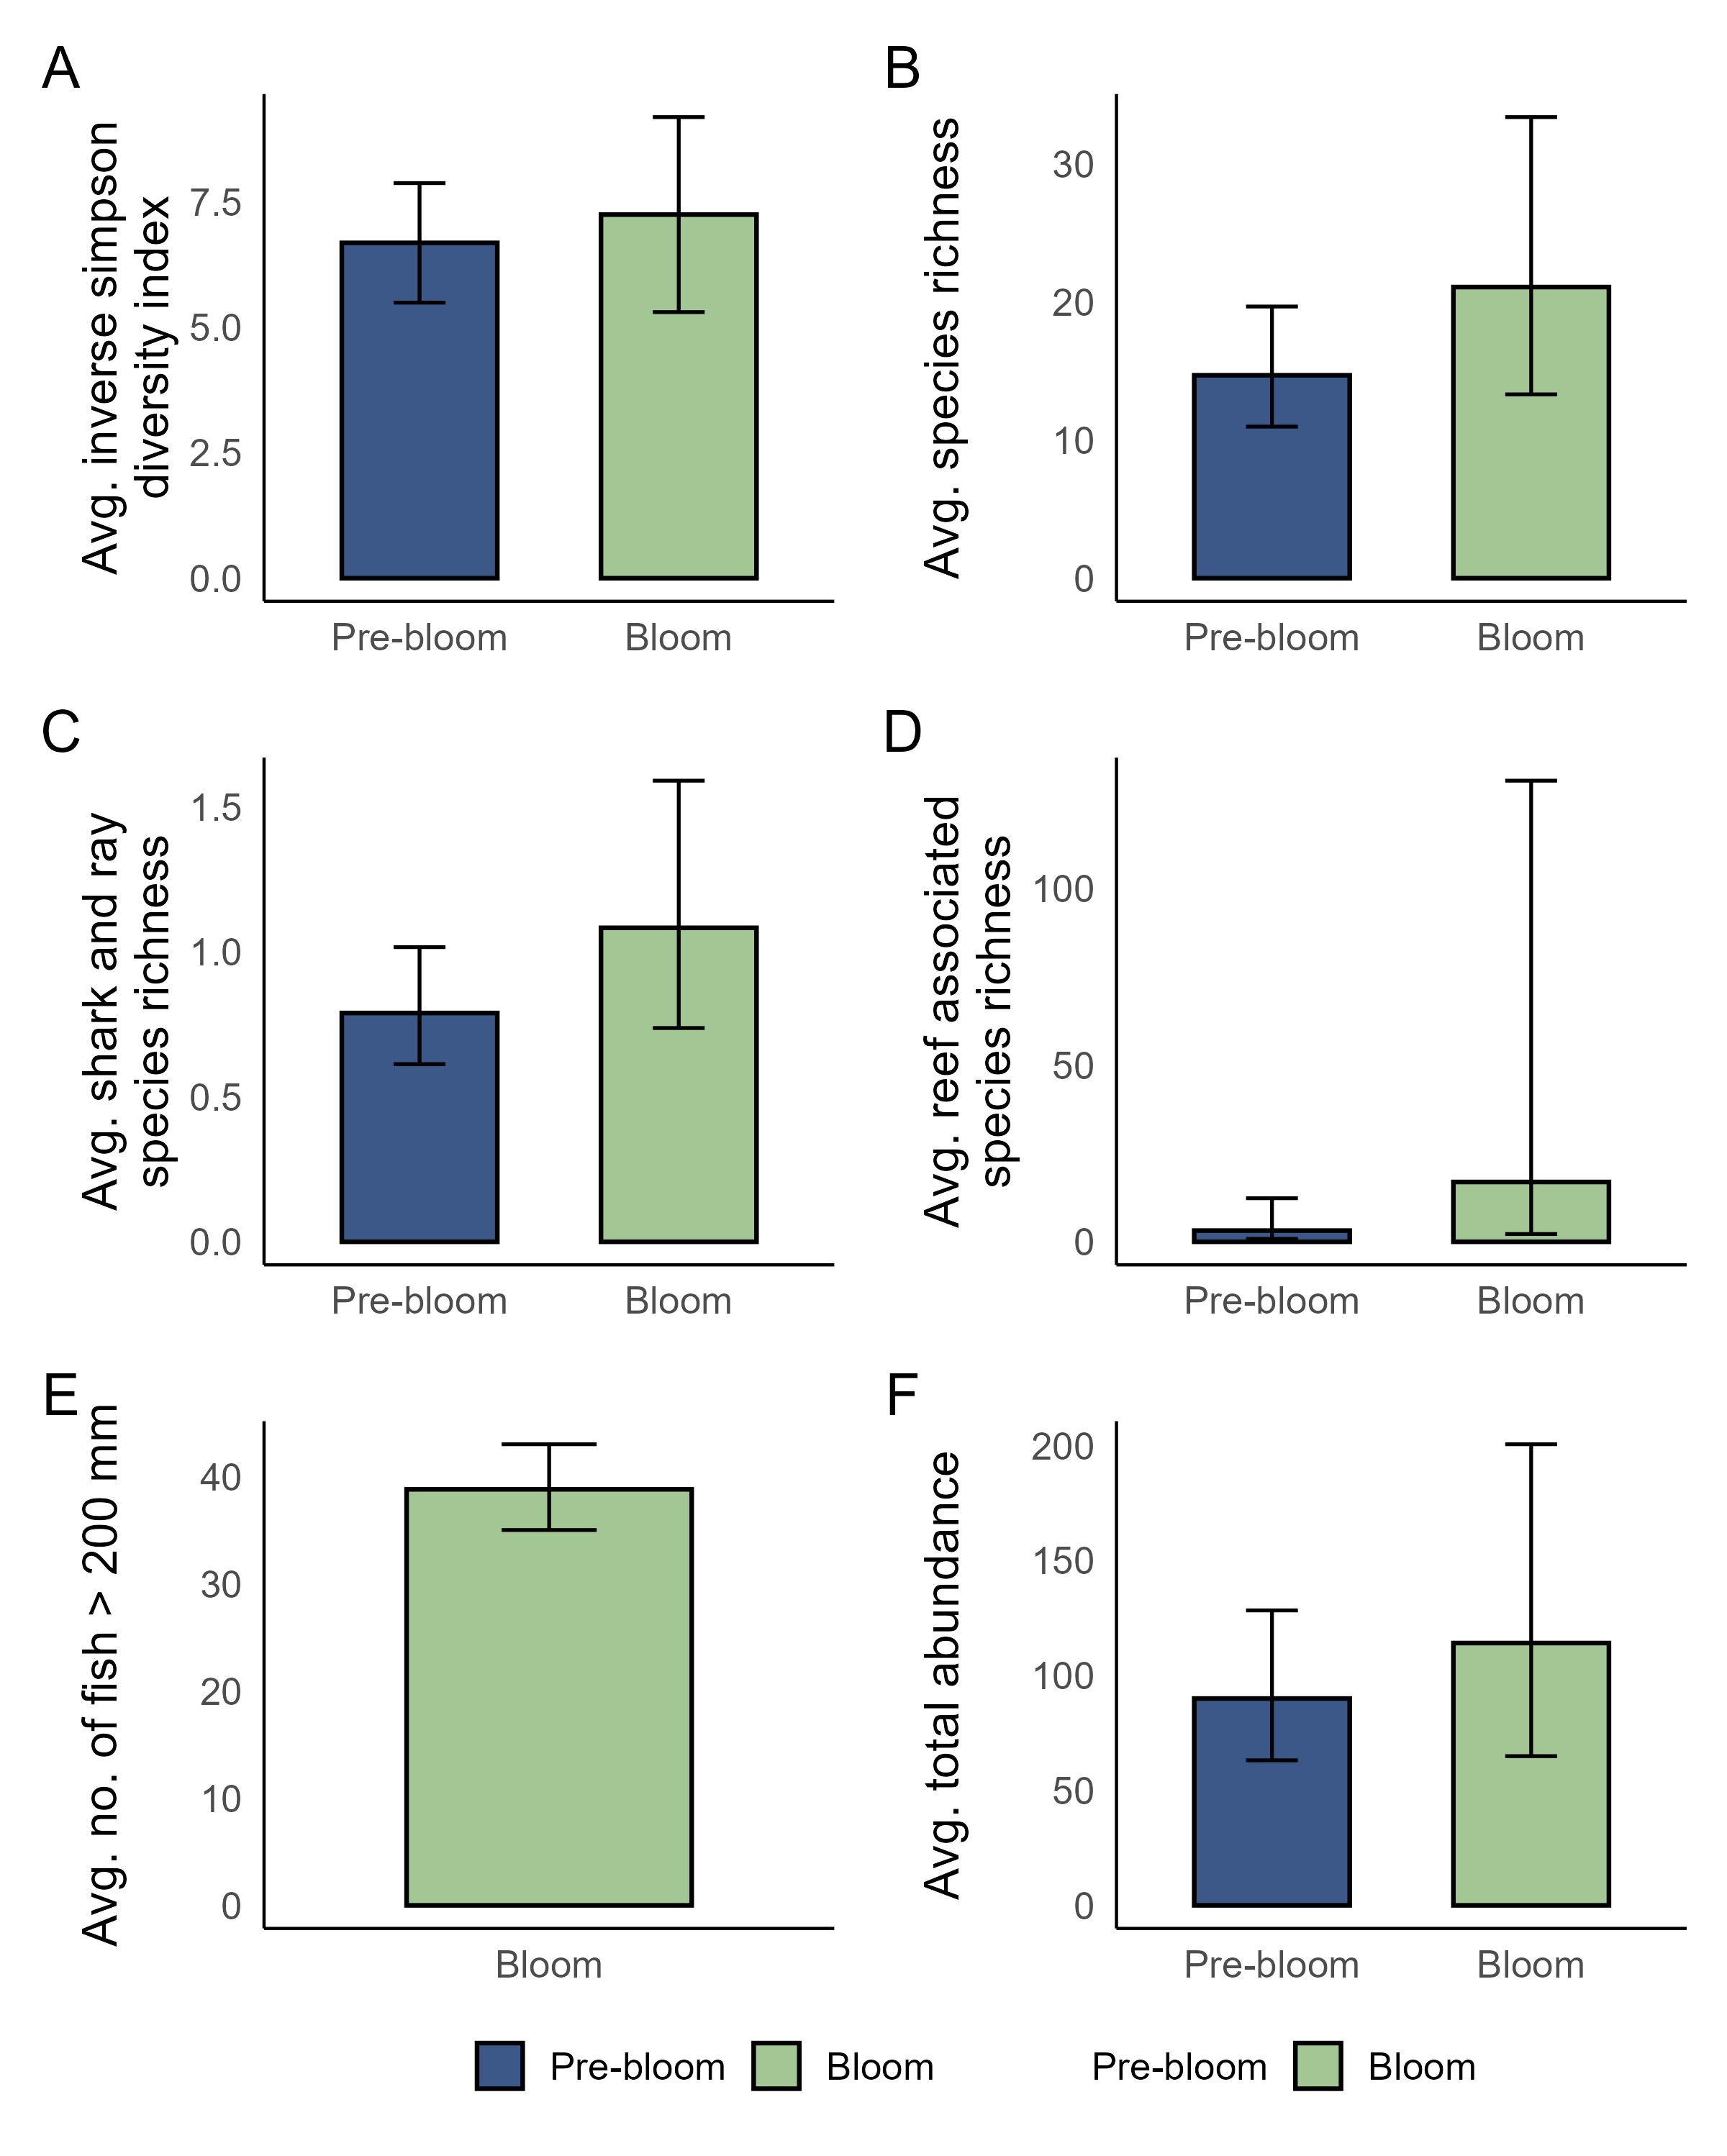 A
Avg. inverse simpson
diversity index
7.5
5.0
2.5
0.0
Pre-bloom
Bloom
B
Avg. species richness
30
20
10
0
Pre-bloom
Bloom
C
Avg. shark and ray
species richness
1.5
1.0
0.5
0.0
Pre-bloom
Bloom
D
Avg. reef associated
species richness
100
50
0
Pre-bloom
Bloom
E
Avg. no. of fish > 200 mm
40
30
20
10
0
Bloom
F
Avg. total abundance
200
150
100
50
0
Pre-bloom
Bloom
Pre-bloom
Bloom
Pre-bloom
Bloom